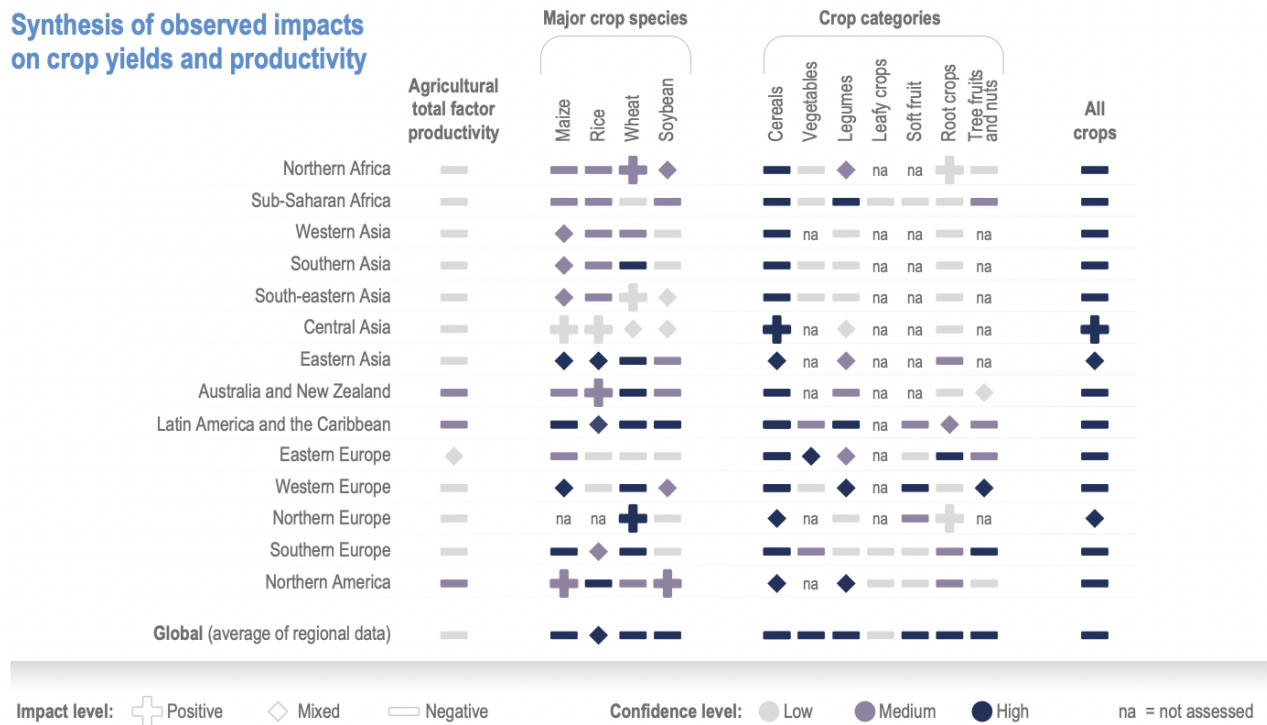 Synthesis of observed impacts
on crop yields and productivity
Major crop species
Crop categories
Agricultural
total factor
productivity
Maize
Rice
Wheat
Soybean
Cereals
Vegetables
Legumes
Leafy crops
Soft fruit
Root crops
Tree fruits
and nuts
All
crops
Northern Africa na na
Sub-Saharan Africa
Western Asia na na na na
Southern Asia na na na
South-eastern Asia na na na
Central Asia na na na na
Eastern Asia na na na na
Australia and New Zealand na na na
Latin America and the Caribbean na
Eastern Europe na
Western Europe na
Northern Europe na na na na na
Southern Europe
Northern America na
Global (average of regional data)
Impact level: Positive Mixed Negative Confidence level: Low Medium High na = not assessed